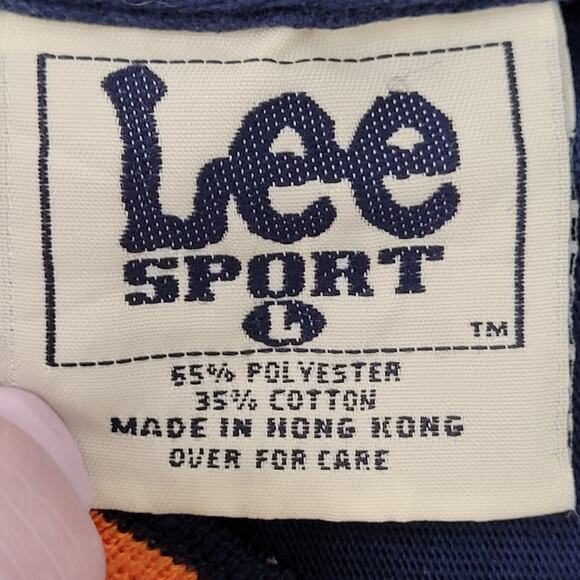 Lee
SPORT
L
TM
65% POLYESTER
35% COTTON
MADE IN HONG KONG
OVER FOR CARE